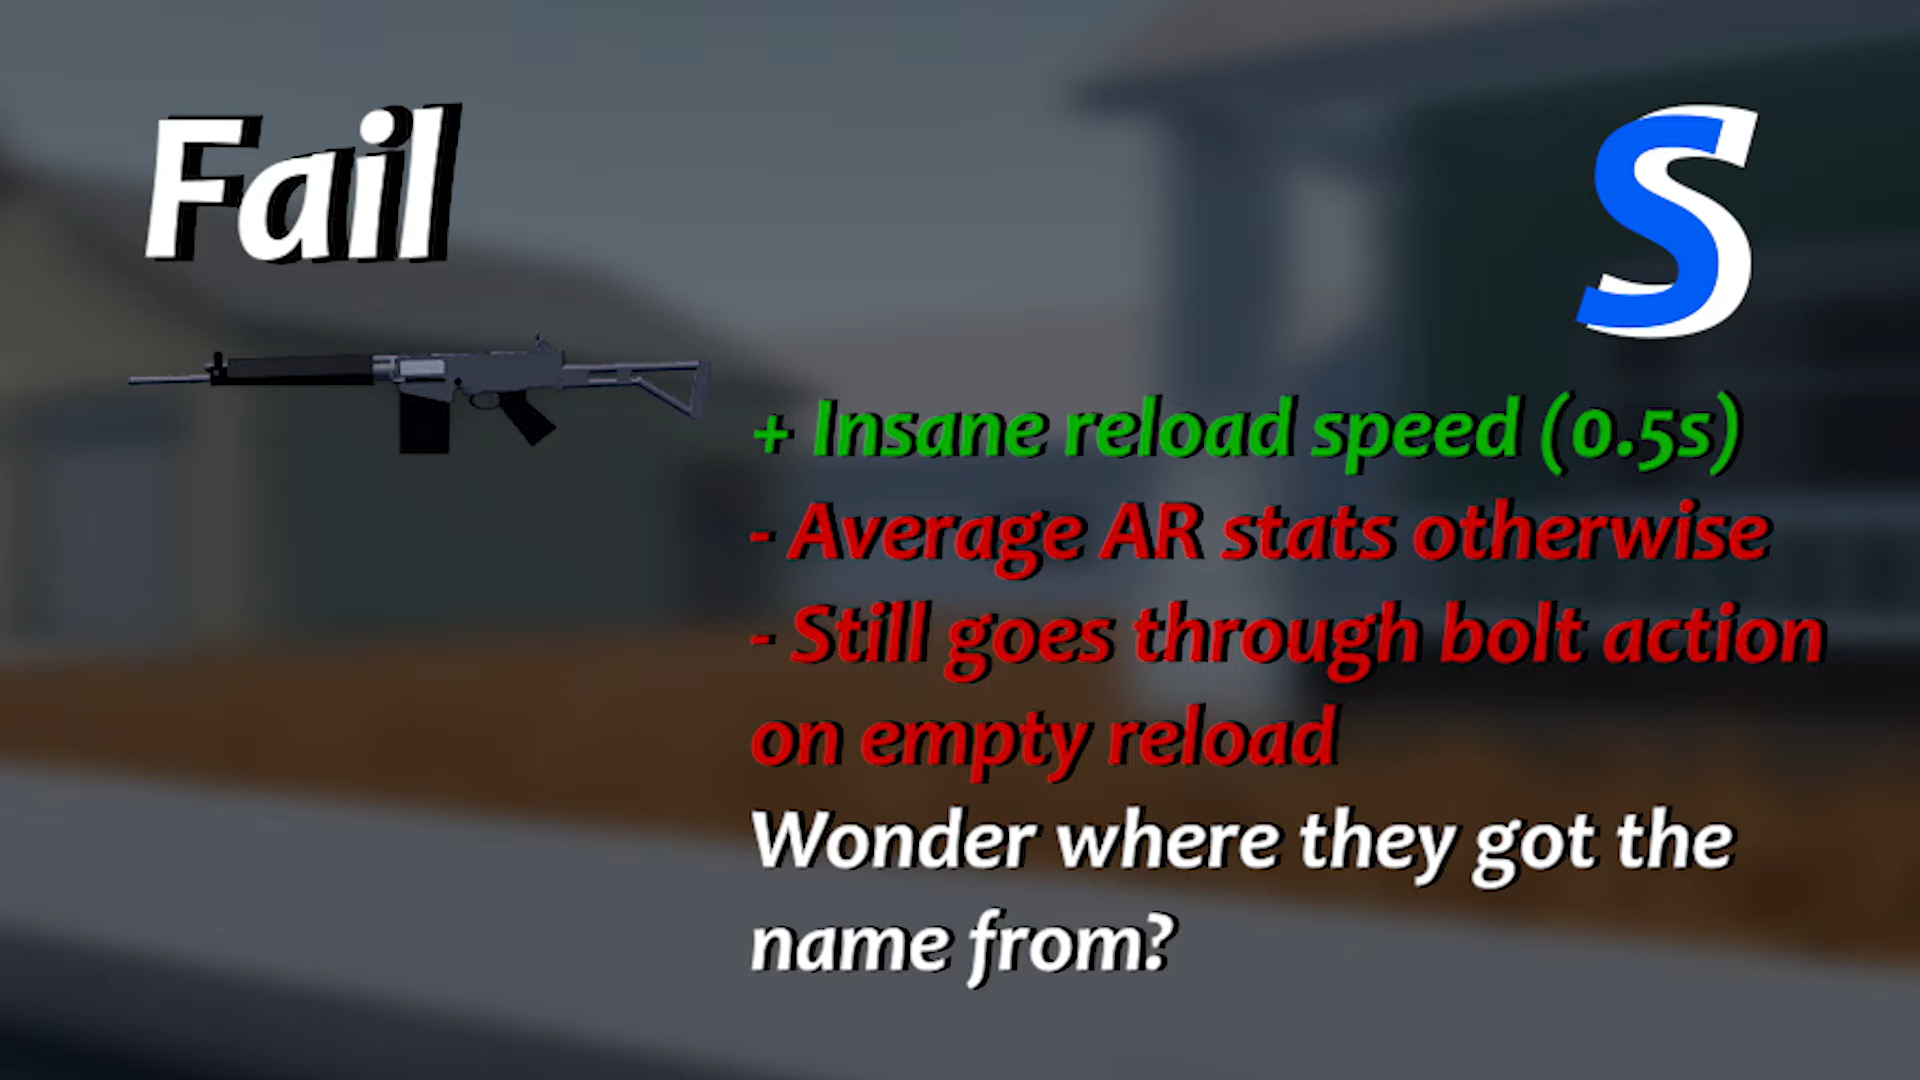 Fail
S
+ Insane reload speed (0.5s)
- Average AR stats otherwise
- Still goes through bolt action
on empty reload
Wonder where they got the
name from?